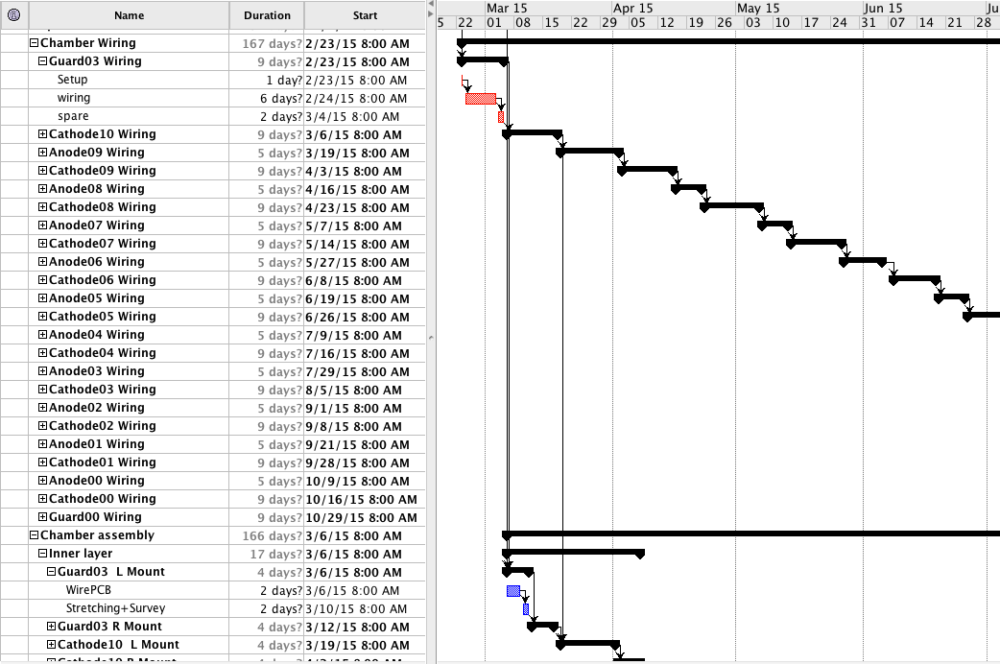 Name Duration Start
Mar 15 Apr 15 May 15 Jun 15 Ju
5 22 01 08 15 22 29 05 12 19 26 03 10 17 24 31 07 14 21 28
Chamber Wiring 167 days? 2/23/15 8:00 AM
Guard03 Wiring 9 days? 2/23/15 8:00 AM
Setup 1 day? 2/23/15 8:00 AM
wiring 6 days? 2/24/15 8:00 AM
spare 2 days? 3/4/15 8:00 AM
Cathode10 Wiring 9 days? 3/6/15 8:00 AM
Anode09 Wiring 5 days? 3/19/15 8:00 AM
Cathode09 Wiring 9 days? 4/3/15 8:00 AM
Anode08 Wiring 5 days? 4/16/15 8:00 AM
Cathode08 Wiring 9 days? 4/23/15 8:00 AM
Anode07 Wiring 5 days? 5/7/15 8:00 AM
Cathode07 Wiring 9 days? 5/14/15 8:00 AM
Anode06 Wiring 5 days? 5/27/15 8:00 AM
Cathode06 Wiring 9 days? 6/8/15 8:00 AM
Anode05 Wiring 5 days? 6/19/15 8:00 AM
Cathode05 Wiring 9 days? 6/26/15 8:00 AM
Anode04 Wiring 5 days? 7/9/15 8:00 AM
Cathode04 Wiring 9 days? 7/16/15 8:00 AM
Anode03 Wiring 5 days? 7/29/15 8:00 AM
Cathode03 Wiring 9 days? 8/5/15 8:00 AM
Anode02 Wiring 5 days? 9/1/15 8:00 AM
Cathode02 Wiring 9 days? 9/8/15 8:00 AM
Anode01 Wiring 5 days? 9/21/15 8:00 AM
Cathode01 Wiring 9 days? 9/28/15 8:00 AM
Anode00 Wiring 5 days? 10/9/15 8:00 AM
Cathode00 Wiring 9 days? 10/16/15 8:00 AM
Guard00 Wiring 9 days? 10/29/15 8:00 AM
Chamber assembly 166 days? 3/6/15 8:00 AM
Inner layer 17 days? 3/6/15 8:00 AM
Guard03 L Mount 4 days? 3/6/15 8:00 AM
WirePCB 2 days? 3/6/15 8:00 AM
Stretching+Survey 2 days? 3/10/15 8:00 AM
Guard03 R Mount 4 days? 3/12/15 8:00 AM
Cathode10 L Mount 4 days? 3/19/15 8:00 AM